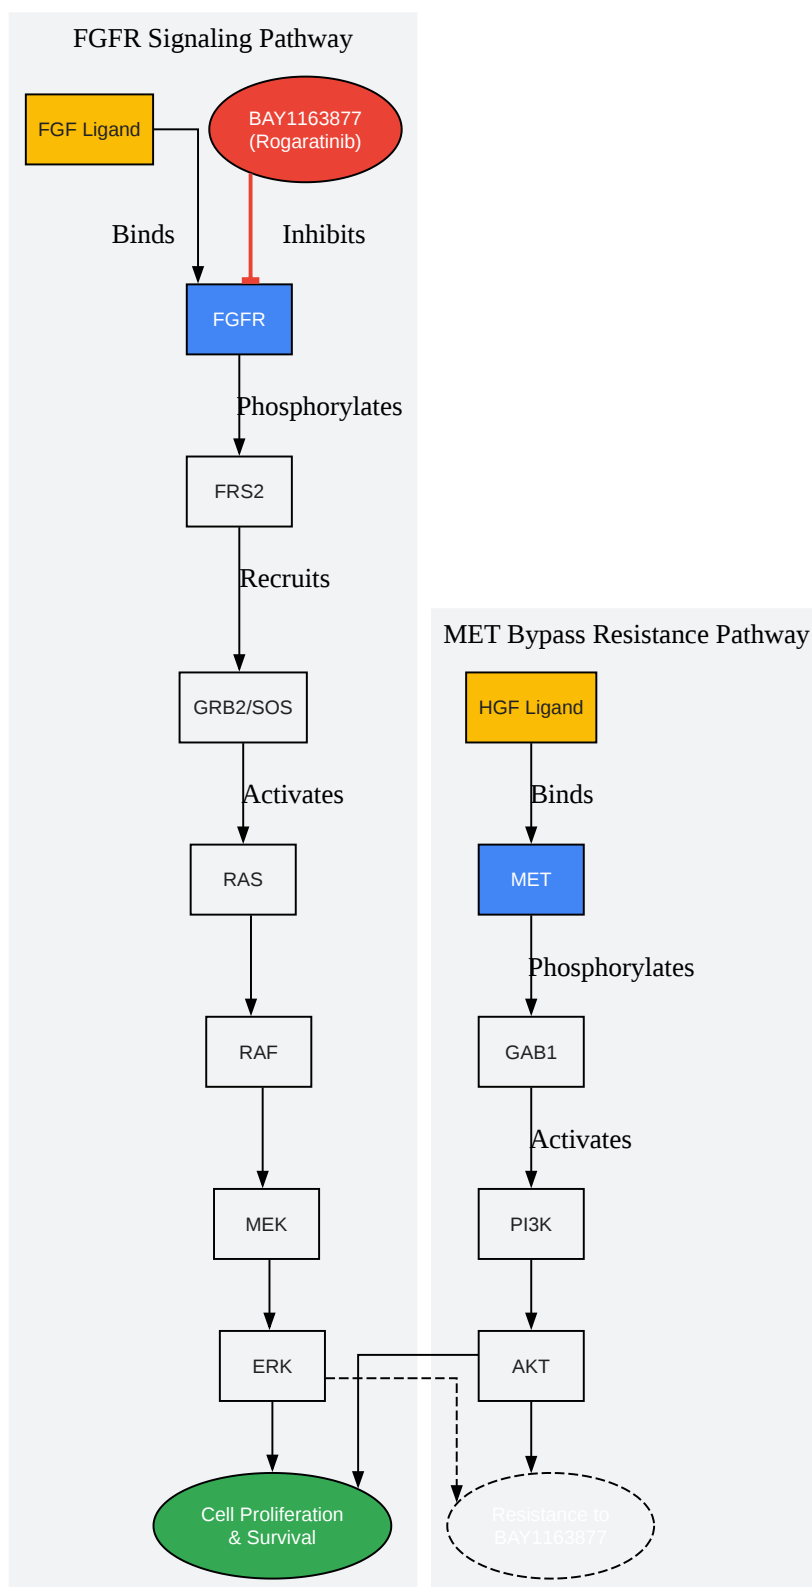 FGFR Signaling Pathway
FGF Ligand
BAY1163877
(Rogaratinib)
Binds
Inhibits
FGFR
Phosphorylates
FRS2
Recruits
GRB2/SOS
Activates
RAS
RAF
MEK
ERK
Cell Proliferation
& Survival
MET Bypass Resistance Pathway
HGF Ligand
Binds
MET
Phosphorylates
GAB1
Activates
PI3K
AKT
Resistance to
BAY1163877